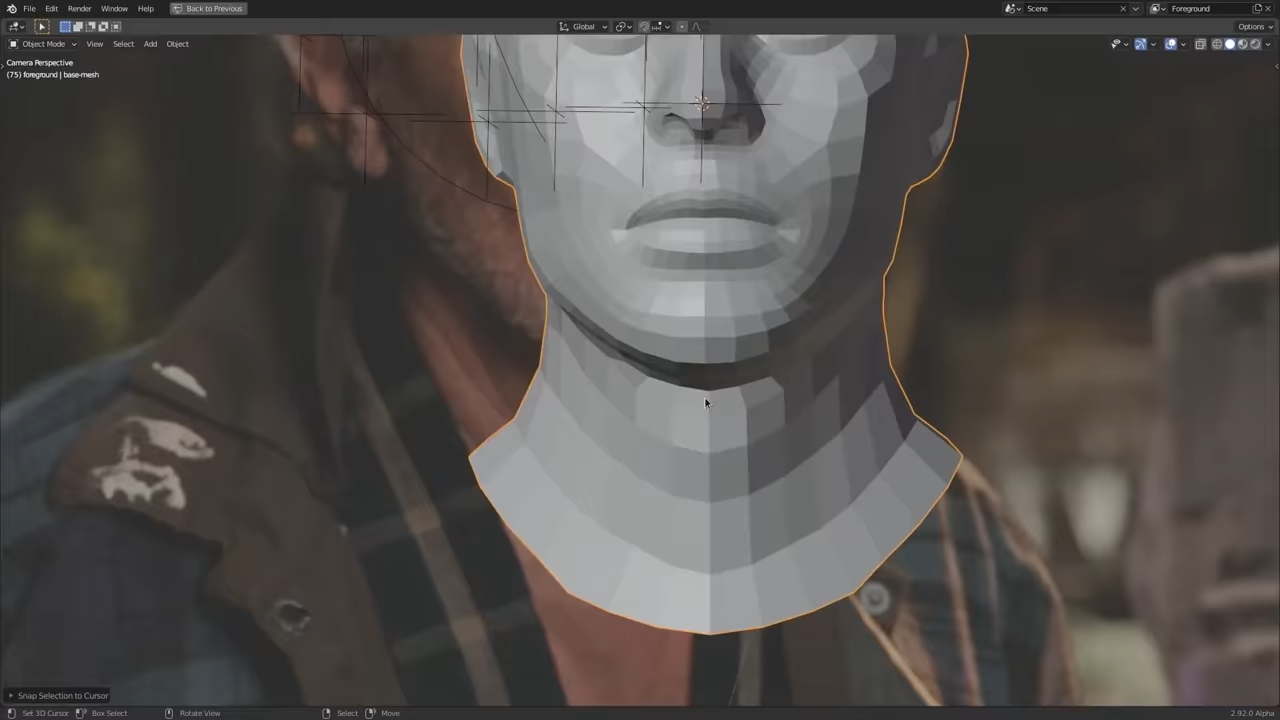 File Edit Render Window Help Back to Previous Scene Foreground
Global Options
Object Mode View Select Add Object
Camera Perspective
(75) foreground | base-mesh
Snap Selection to Cursor
Set 3D Cursor Box Select Rotate View Select Move 2.92.0 Alpha